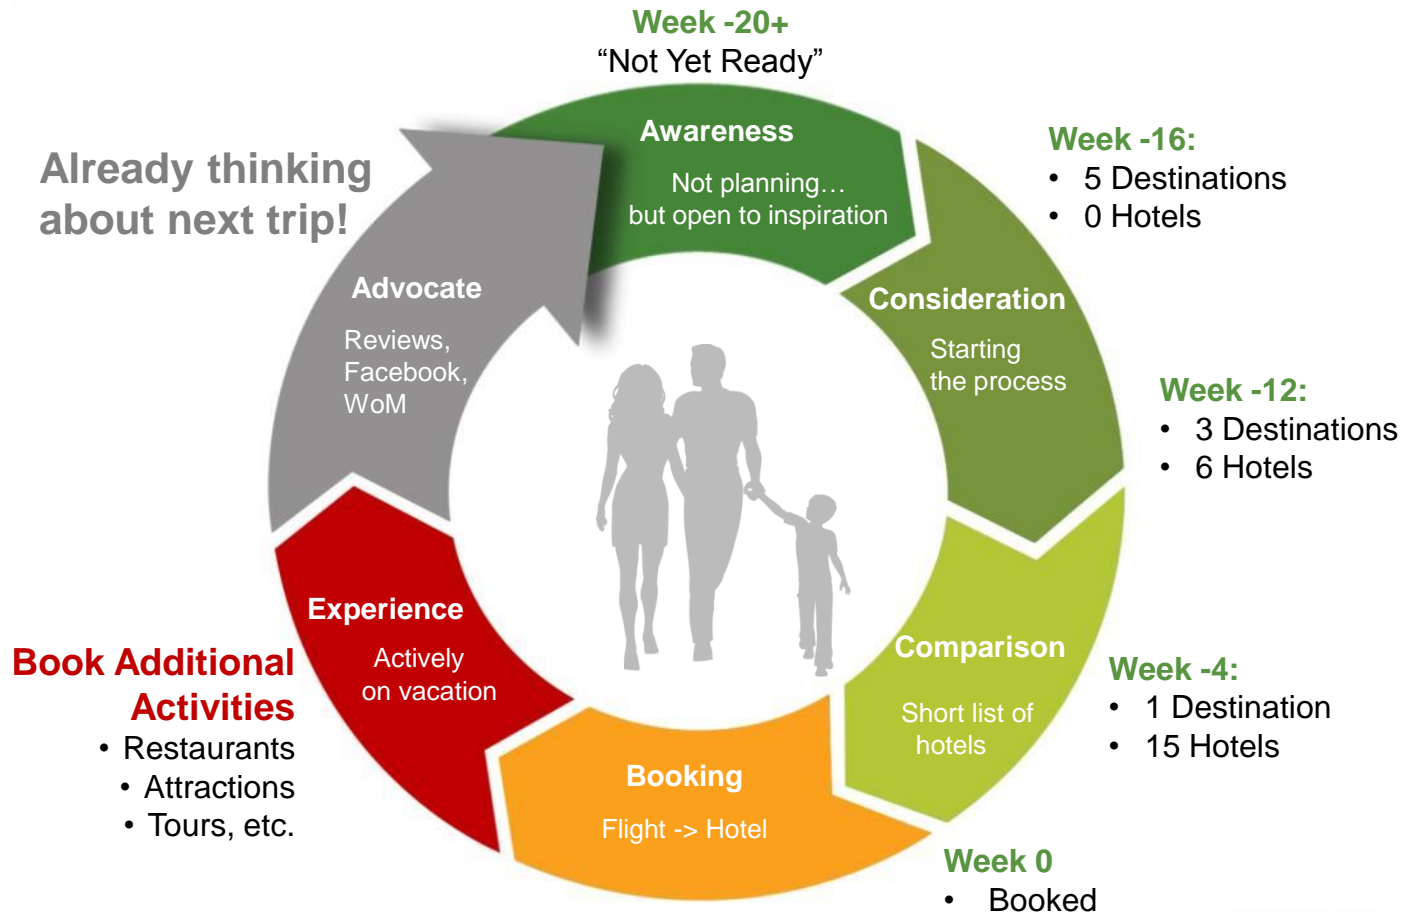 Week -20+
“Not Yet Ready”
Awareness
Not planning…
but open to inspiration
Week -16:
• 5 Destinations
• 0 Hotels
Consideration
Starting
the process
Week -12:
• 3 Destinations
• 6 Hotels
Comparison
Short list of
hotels
Week -4:
• 1 Destination
• 15 Hotels
Booking
Flight -> Hotel
Week 0
• Booked
Experience
Actively
on vacation
Book Additional
Activities
• Restaurants
• Attractions
• Tours, etc.
Advocate
Reviews,
Facebook,
WoM
Already thinking
about next trip!